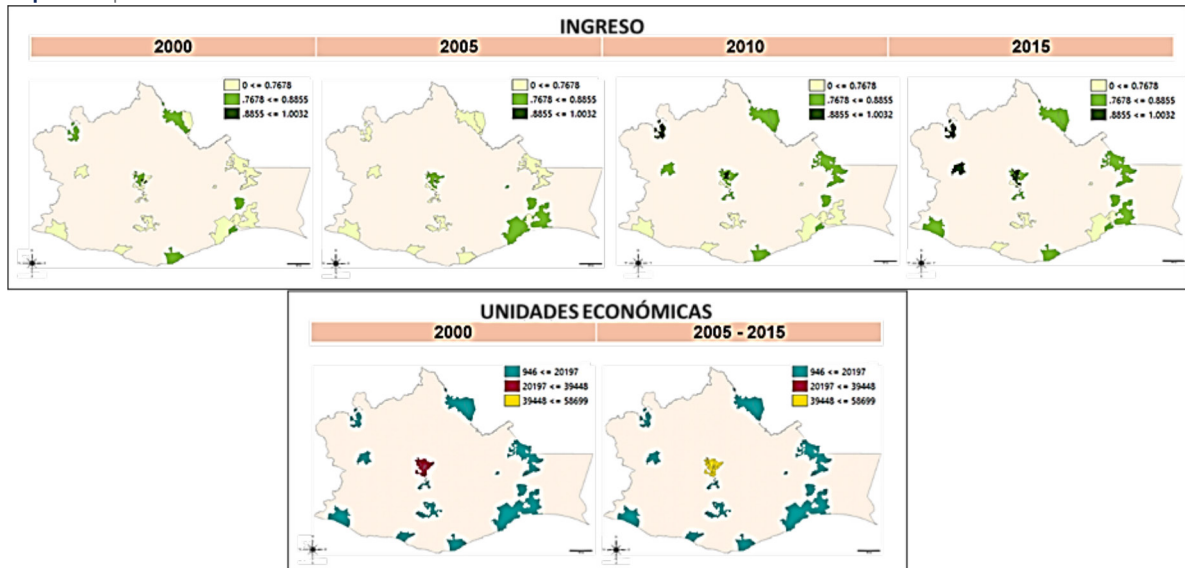 INGRESO
2000 2005 2010 2015
0 <= 0.7678
.7678 <= 0.8855
.8855 <= 1.0032
0 <= 0.7678
.7678 <= 0.8855
.8855 <= 1.0032
0 <= 0.7678
.7678 <= 0.8855
.8855 <= 1.0032
0 <= 0.7678
.7678 <= 0.8855
.8855 <= 1.0032
UNIDADES ECONÓMICAS
2000 2005 - 2015
946 <= 20197
20197 <= 39448
39448 <= 58699
946 <= 20197
20197 <= 39448
39448 <= 58699